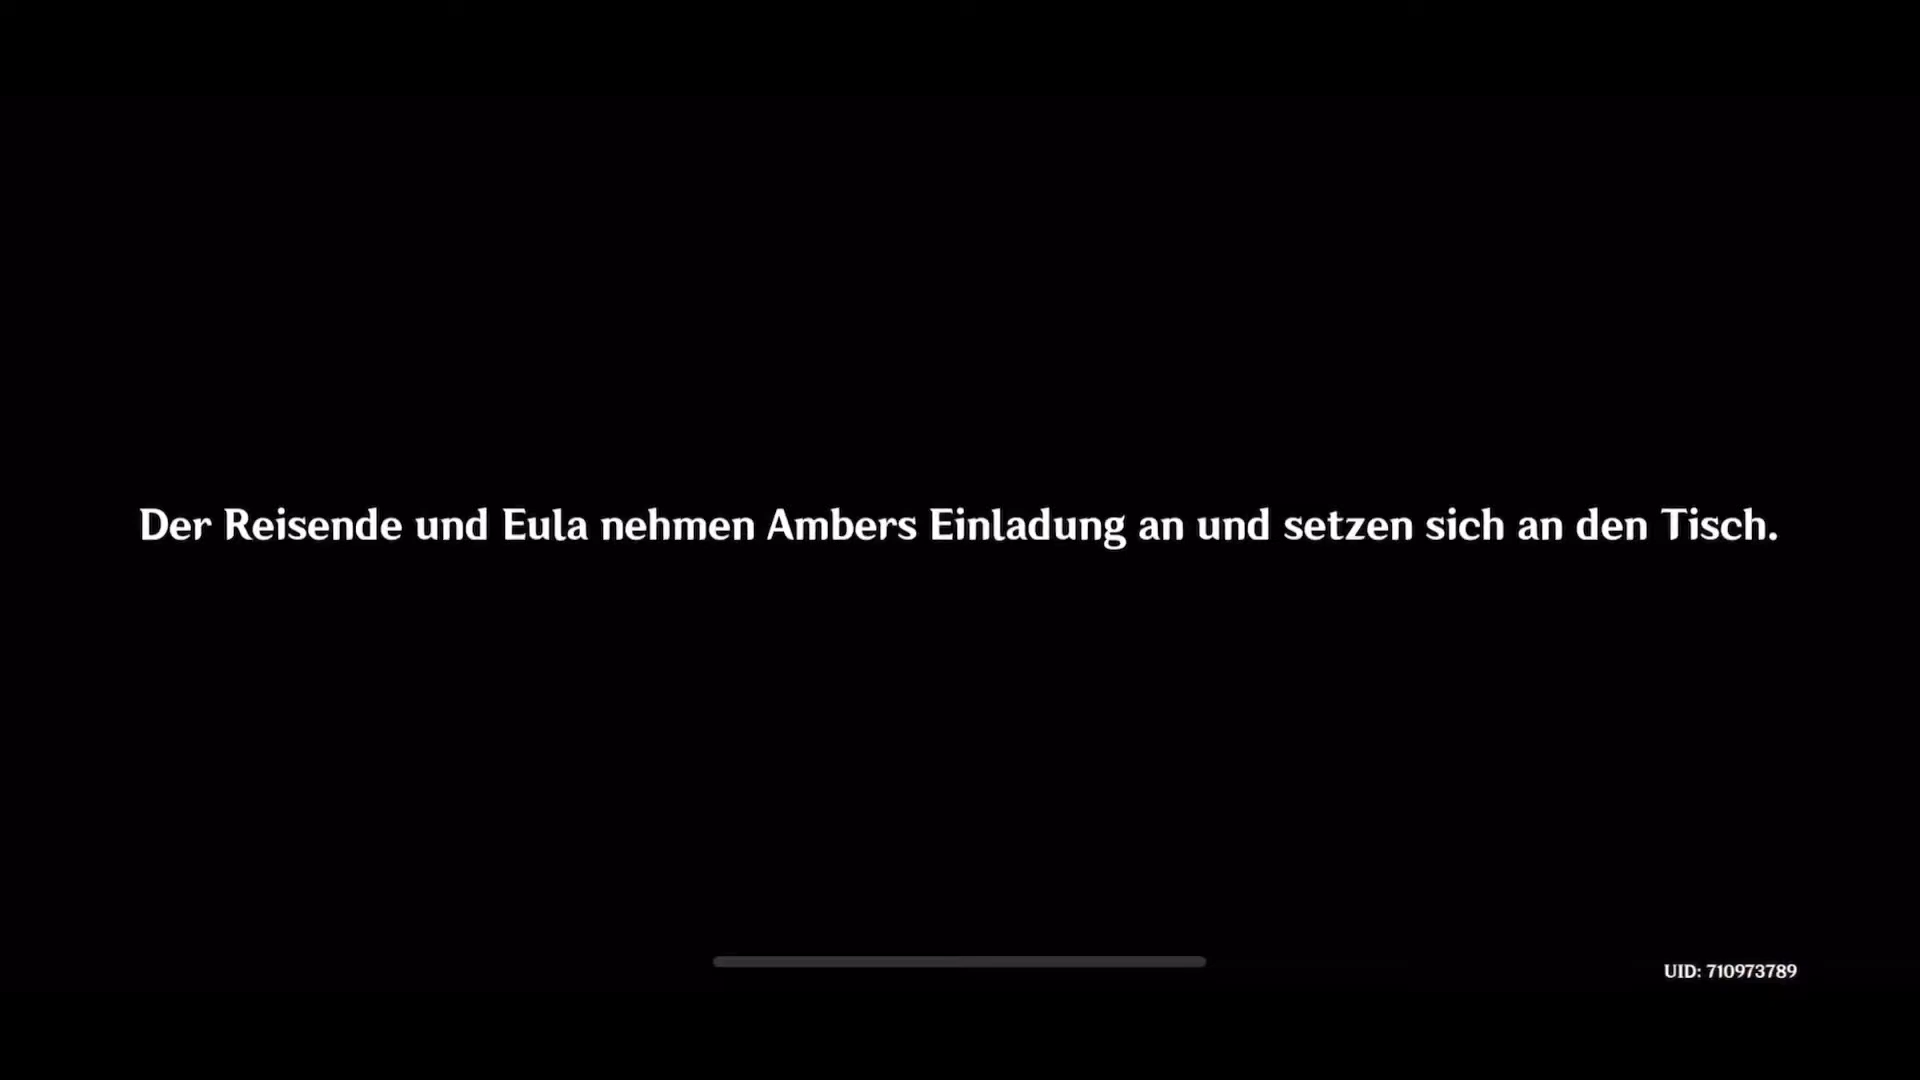 Der Reisende und Eula nehmen Ambers Einladung an und setzen sich an den Tisch.
UID: 710973789